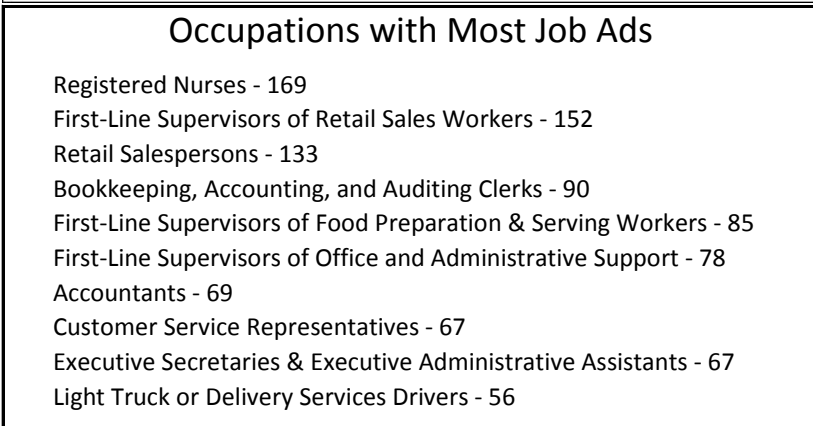 Occupations with Most Job Ads
Registered Nurses - 169
First-Line Supervisors of Retail Sales Workers - 152
Retail Salespersons - 133
Bookkeeping, Accounting, and Auditing Clerks - 90
First-Line Supervisors of Food Preparation & Serving Workers - 85
First-Line Supervisors of Office and Administrative Support - 78
Accountants - 69
Customer Service Representatives - 67
Executive Secretaries & Executive Administrative Assistants - 67
Light Truck or Delivery Services Drivers - 56